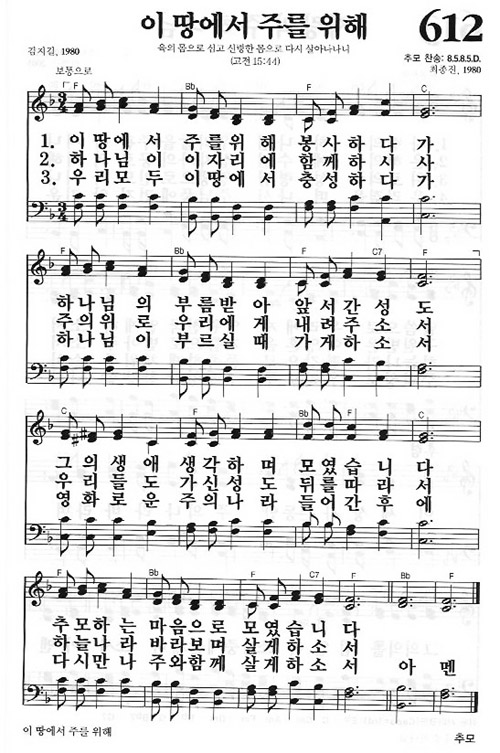 이 땅에서 주를 위해 612
육의 몸으로 심고 신령한 몸으로 다시 살아나나니
(고전 15:44)
김지길, 1980
추모 찬송: 8.5.8.5.D.
최종진, 1980
보통으로
F Bb F C
1. 이 땅에 서 주를위 해 봉사하 다 가
2. 하나님 이 이자리 에 함께하 시 사
3. 우리모 두 이땅에 서 충성하 다 가
F Bb F C7 F
하나님 의 부름받 아 앞서간 성 도
주의위 로 우리에 게 내려주 소 서
하나님 이 부르실 때 가게하 소 서
C F Bb F C
그의생 애 생각하 며 모였습 니 다
우리들 도 가신성 도 뒤를따 라 서
영화로 운 주의나 라 들어간 후 에
F Bb F C7 F Bb F
추모하 는 마음으 로 모였습 니 다
하늘나 라 바라보 며 살게하 소 서
다시만 나 주와함 께 살게하 소 서 아 멘
이 땅에서 주를 위해
추모